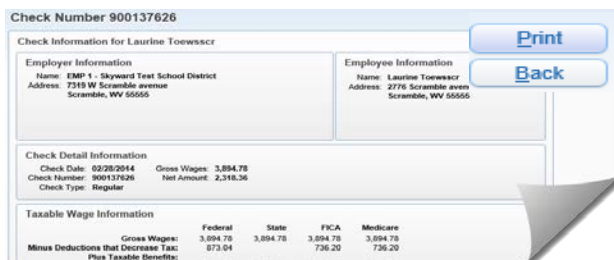 Check Number 900137626
Check Information for Laurine Toewsscr
Print
Back
Employer Information
Name: EMP 1 - Skyward Test School District
Address: 7319 W Scramble avenue
Scramble, WV 55555
Employee Information
Name: Laurine Toewsscr
Address: 2776 Scramble aven
Scramble, WV 55555
Check Detail Information
Check Date: 02/28/2014 Gross Wages: 3,894.78
Check Number: 900137626 Net Amount: 2,318.36
Check Type: Regular
Taxable Wage Information
Federal State FICA Medicare
Gross Wages: 3,894.78 3,894.78 3,894.78 3,894.78
Minus Deductions that Decrease Tax: 873.04 736.20 736.20
Plus Taxable Benefits: